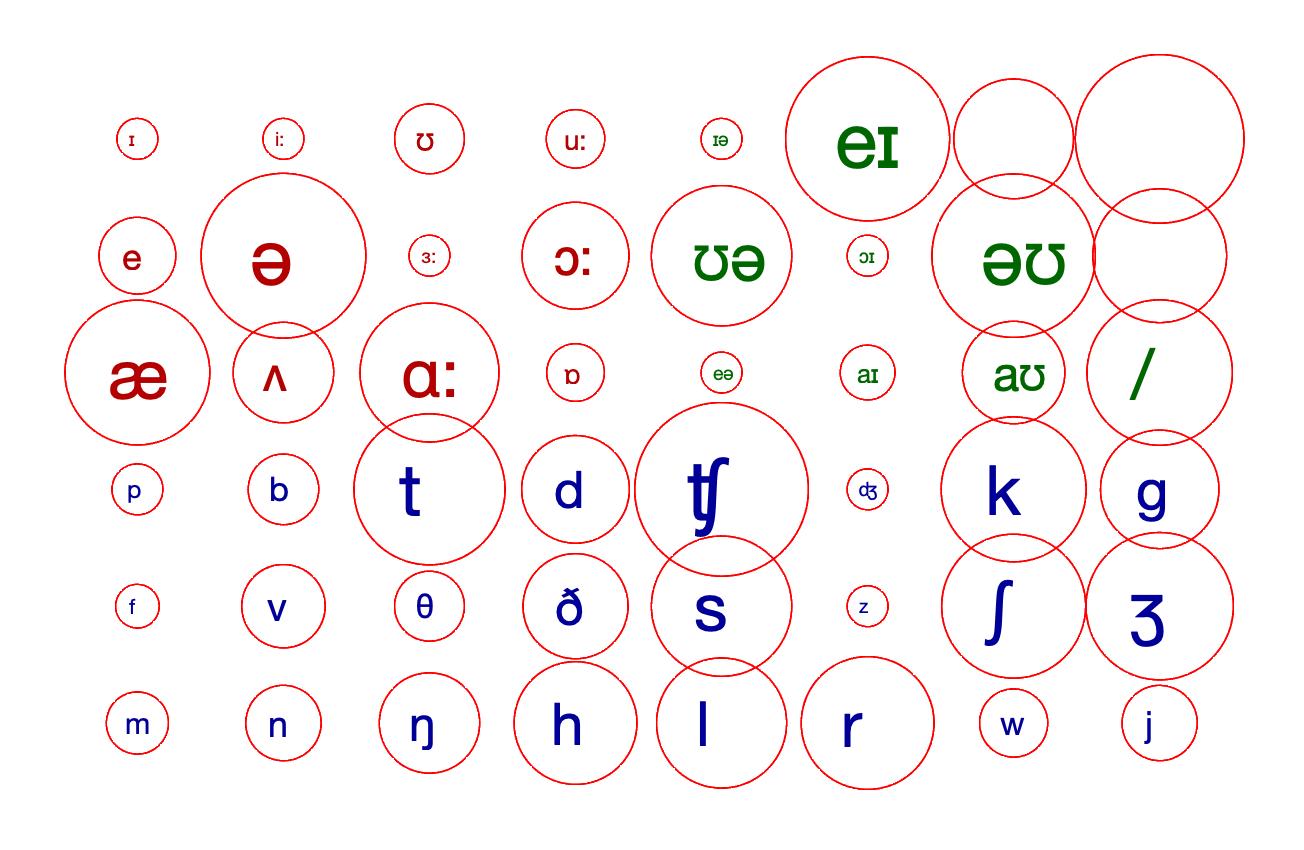 ɪ i: ʊ u: ɪə eɪ
e ə ɜ: ɔ: ʊə ɔɪ əʊ
æ ʌ ɑ: ɒ eə aɪ aʊ /
p b t d ʧ ʤ k g
f v θ ð s z ʃ ʒ
m n ŋ h l r w j